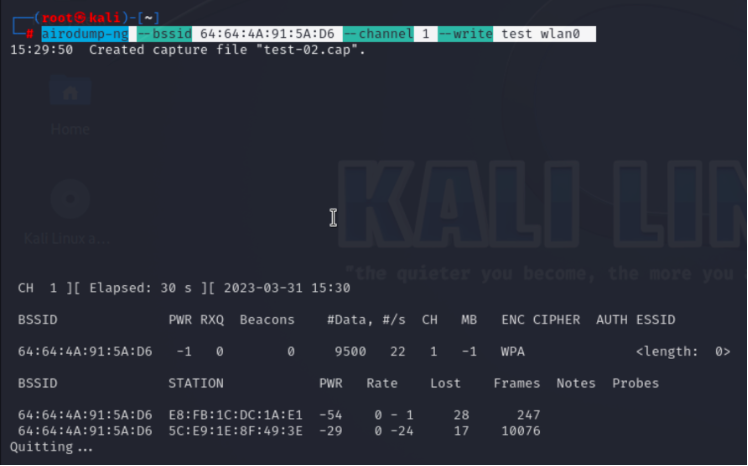 (root㉿kali)-[~]
# airodump-ng --bssid 64:64:4A:91:5A:D6 --channel 1 --write test wlan0
15:29:50  Created capture file "test-02.cap".
Home
Kali Linux a...
KALI LIN
"the quieter you become, the more you
CH  1 ][ Elapsed: 30 s ][ 2023-03-31 15:30
BSSID              PWR RXQ  Beacons    #Data, #/s  CH   MB   ENC CIPHER  AUTH ESSID
64:64:4A:91:5A:D6   -1   0        0     9500   22   1   -1   WPA              <length:  0>
BSSID              STATION            PWR   Rate    Lost    Frames  Notes  Probes
64:64:4A:91:5A:D6  E8:FB:1C:DC:1A:E1  -54    0 - 1     28      247
64:64:4A:91:5A:D6  5C:E9:1E:8F:49:3E  -29    0 -24     17    10076
Quitting...